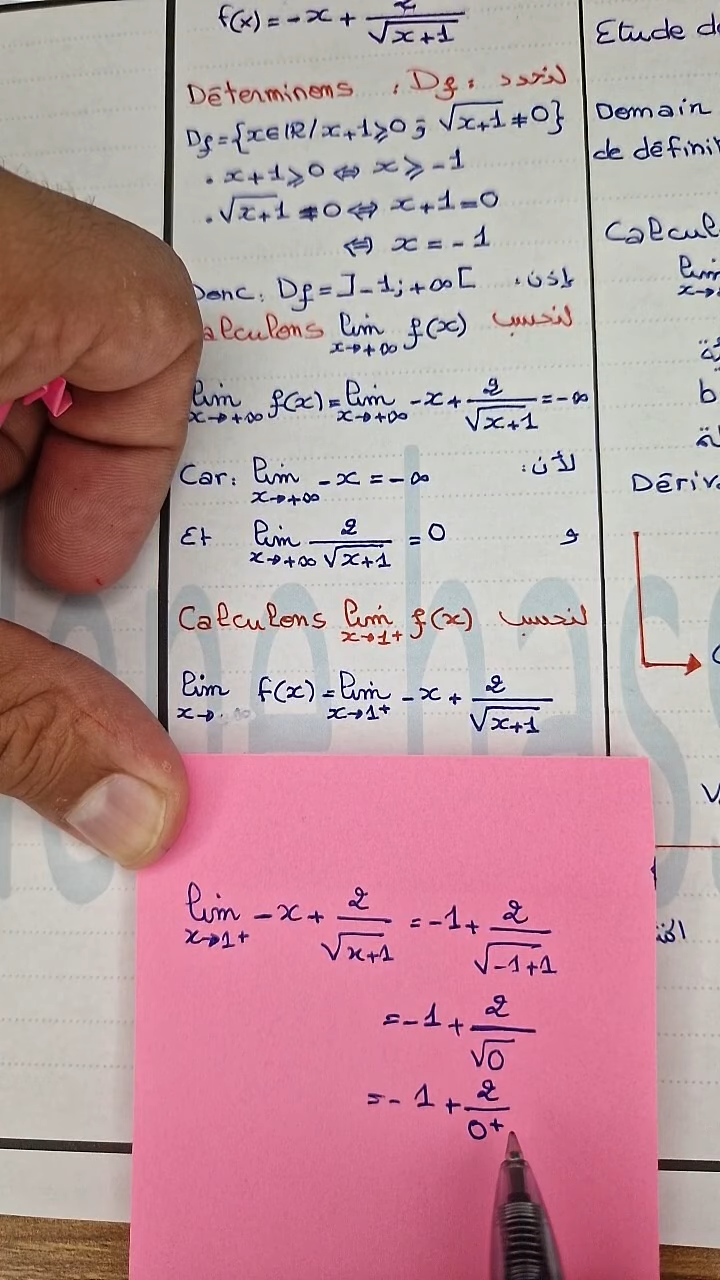 f(x) = -x + 2/√(x+1)
Déterminons : Df : لنحدد
Df = {x∈ℝ / x+1 ≥ 0 ; √(x+1) ≠ 0}
. x+1 ≥ 0 ⇔ x ≥ -1
. √(x+1) ≠ 0 ⇔ x+1 = 0
⇔ x = -1
Donc : Df = ]-1 ; +∞[ إذن :
alculons lim x→+∞ f(x) لنحسب
lim x→+∞ f(x) = lim x→+∞ -x + 2/√(x+1) = -∞
Car : lim x→+∞ -x = -∞ لأن :
Et lim x→+∞ 2/√(x+1) = 0 و
Calculons lim x→1+ f(x) لنحسب
lim x→ f(x) = lim x→1+ -x + 2/√(x+1)
lim x→1+ -x + 2/√(x+1) = -1 + 2/√(-1+1)
= -1 + 2/√0
= -1 + 2/0+
Etude d
Domain
de défini
Calcul
lim
x→
b
Dériv